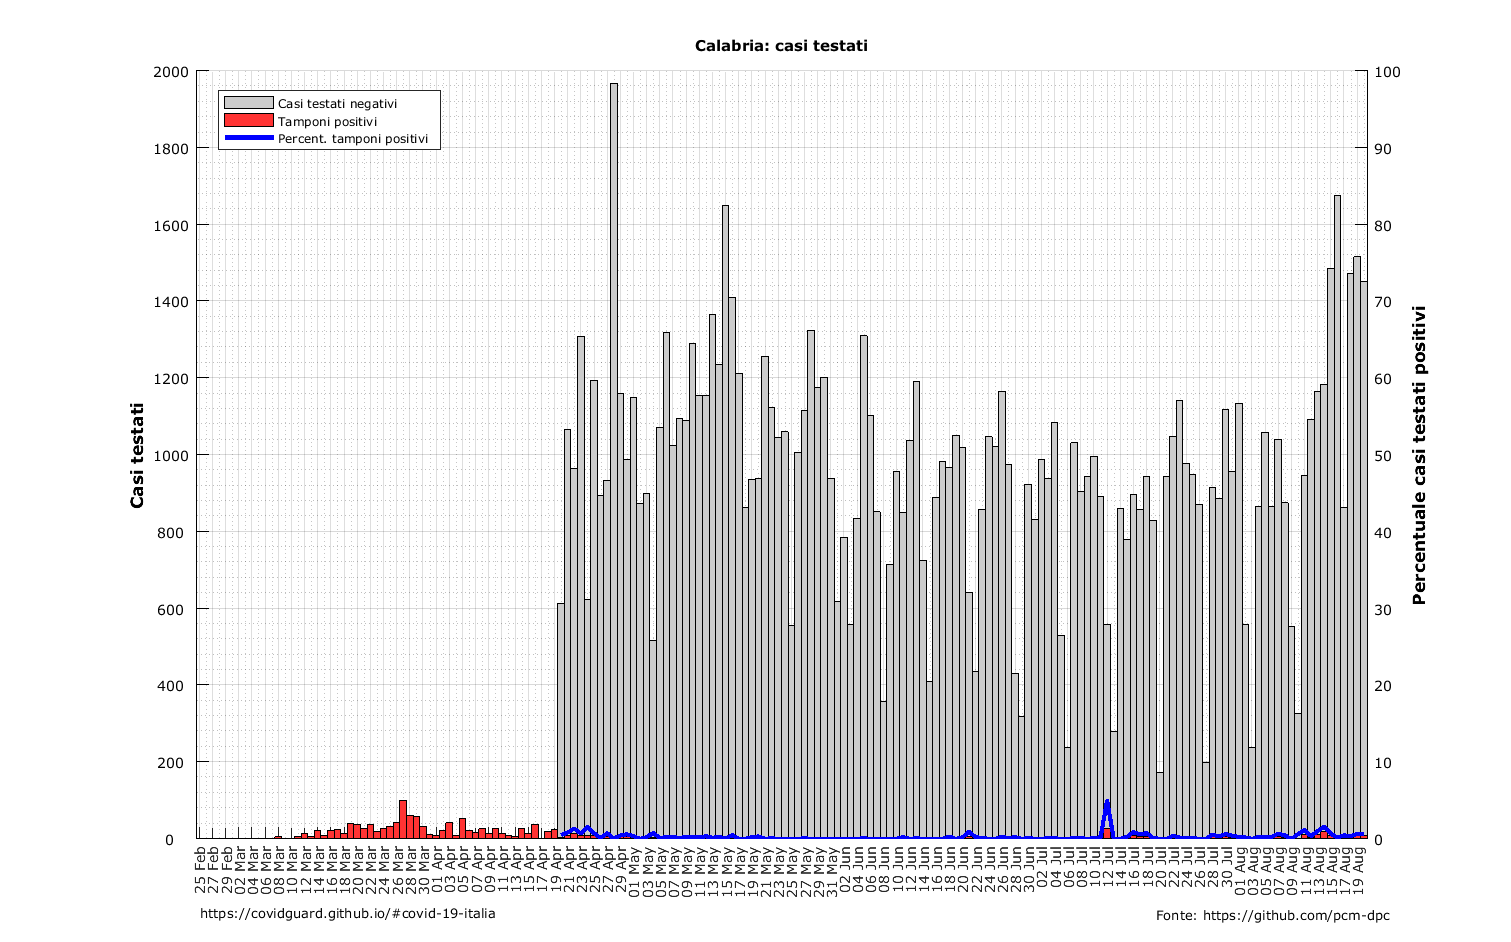 Calabria: casi testati
Casi testati negativi
Tamponi positivi
Percent. tamponi positivi
Casi testati
2000
1800
1600
1400
1200
1000
800
600
400
200
0
100
90
80
70
60
50
40
30
20
10
0
Percentuale casi testati positivi
25 Feb
27 Feb
29 Feb
02 Mar
04 Mar
06 Mar
08 Mar
10 Mar
12 Mar
14 Mar
16 Mar
18 Mar
20 Mar
22 Mar
24 Mar
26 Mar
28 Mar
30 Mar
01 Apr
03 Apr
05 Apr
07 Apr
09 Apr
11 Apr
13 Apr
15 Apr
17 Apr
19 Apr
21 Apr
23 Apr
25 Apr
27 Apr
29 Apr
01 May
03 May
05 May
07 May
09 May
11 May
13 May
15 May
17 May
19 May
21 May
23 May
25 May
27 May
29 May
31 May
02 Jun
04 Jun
06 Jun
08 Jun
10 Jun
12 Jun
14 Jun
16 Jun
18 Jun
20 Jun
22 Jun
24 Jun
26 Jun
28 Jun
30 Jun
02 Jul
04 Jul
06 Jul
08 Jul
10 Jul
12 Jul
14 Jul
16 Jul
18 Jul
20 Jul
22 Jul
24 Jul
26 Jul
28 Jul
30 Jul
01 Aug
03 Aug
05 Aug
07 Aug
09 Aug
11 Aug
13 Aug
15 Aug
17 Aug
19 Aug
https://covidguard.github.io/#covid-19-italia
Fonte: https://github.com/pcm-dpc